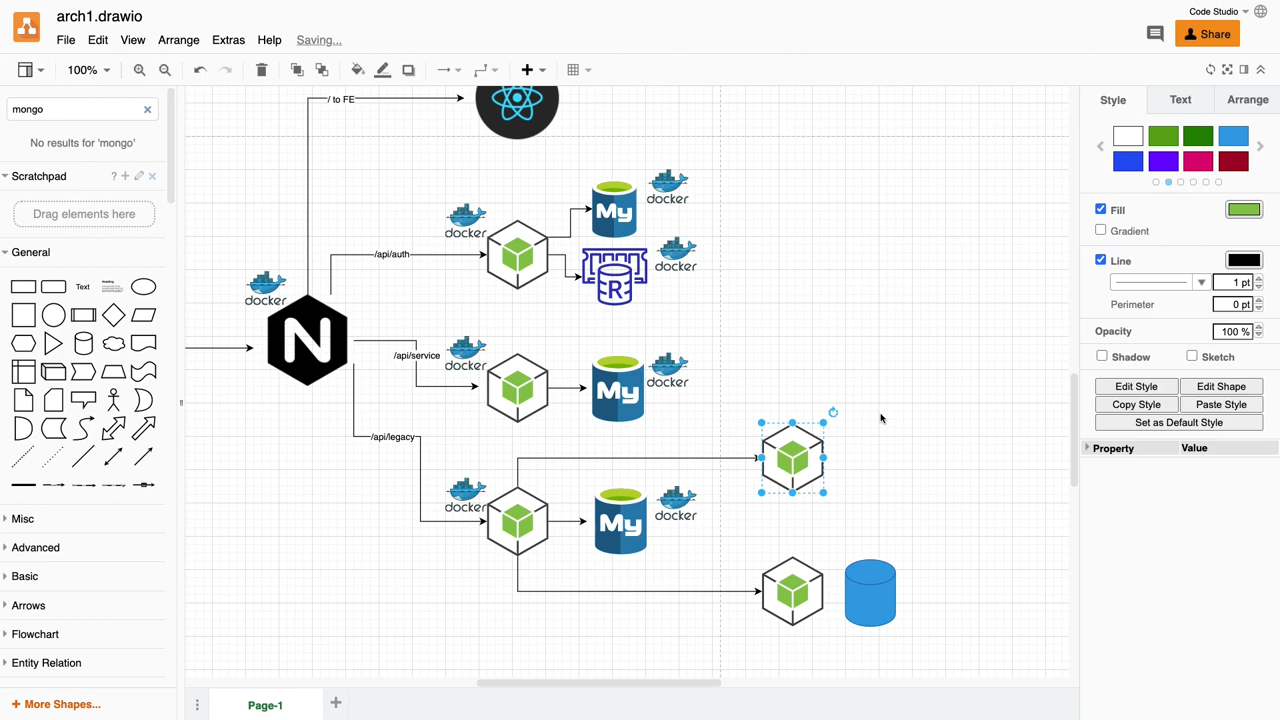 arch1.drawio
Code Studio
File Edit View Arrange Extras Help Saving...
Share
100%
mongo
No results for 'mongo'
Scratchpad
?
Drag elements here
General
Text
Heading
Misc
Advanced
Basic
Arrows
Flowchart
Entity Relation
+ More Shapes...
/ to FE
docker
My
docker
/api/auth
docker
R
docker
N
docker
/api/service
My
docker
/api/legacy
docker
My
docker
Page-1
Style Text Arrange
Fill
Gradient
Line
1 pt
Perimeter
0 pt
Opacity
100 %
Shadow
Sketch
Edit Style
Edit Shape
Copy Style
Paste Style
Set as Default Style
Property Value